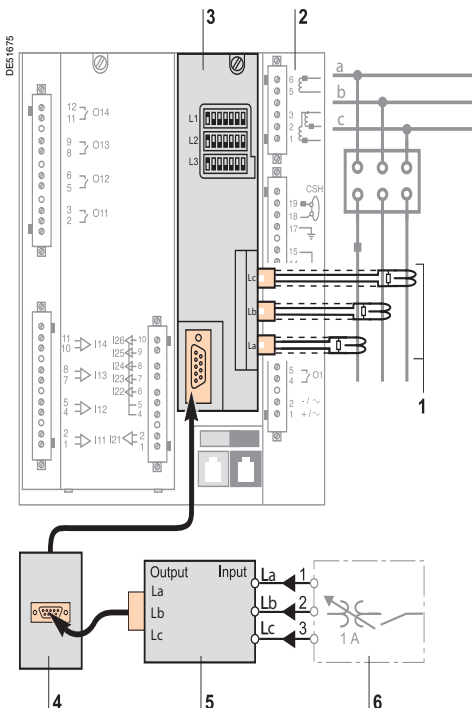 DE51675
3
2
12
11
O14
9
8
O13
6
5
O12
3
2
O11
L1
L2
L3
6
5
3
2
1
a
b
c
CSH
19
18
17
15
14
Lc
Lb
La
11
10
I14
8
7
I13
5
4
I12
2
1
I11
I26
10
I25
9
I24
8
I23
7
I22
6
5
4
I21
2
1
5
4
O1
2
- / ~
1
+ / ~
1
Output
Input
La
Lb
Lc
La
1
Lb
2
Lc
3
1 A
4
5
6